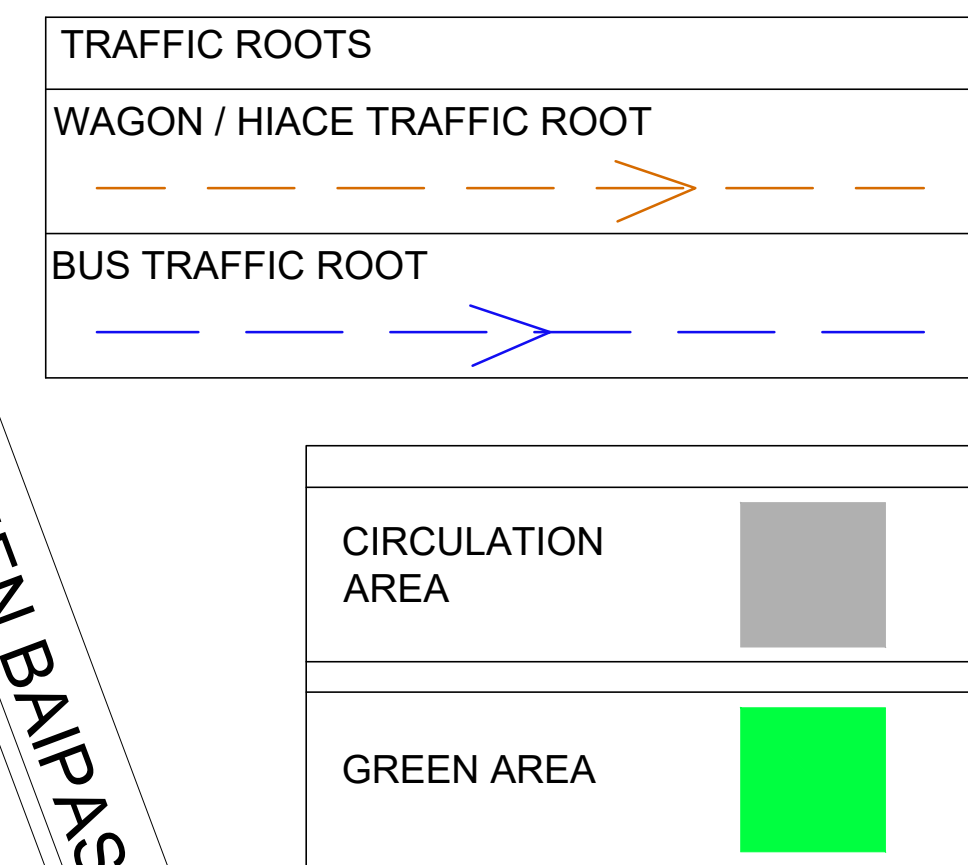 TRAFFIC ROOTS
WAGON / HIACE TRAFFIC ROOT
BUS TRAFFIC ROOT
CIRCULATION
AREA
GREEN AREA